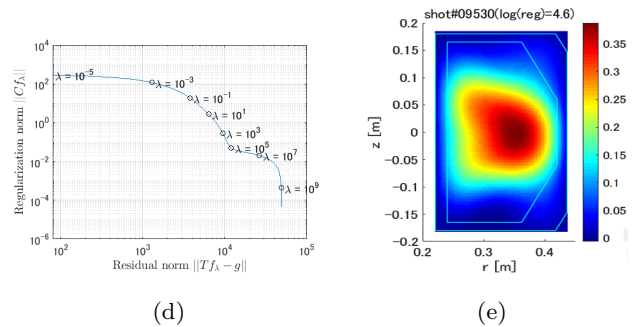 10^4
10^2
10^0
10^-2
10^-4
10^-6
Regularization norm ||Cf_λ||
λ = 10^-5
λ = 10^-3
λ = 10^-1
λ = 10^1
λ = 10^3
λ = 10^5
λ = 10^7
λ = 10^9
10^2
10^3
10^4
10^5
Residual norm ||Tf_λ − g||
(d)
shot#09530(log(reg)=4.6)
0.2
0.15
0.1
0.05
0
-0.05
-0.1
-0.15
-0.2
z [m]
0.2
0.3
0.4
r [m]
0.35
0.3
0.25
0.2
0.15
0.1
0.05
0
(e)